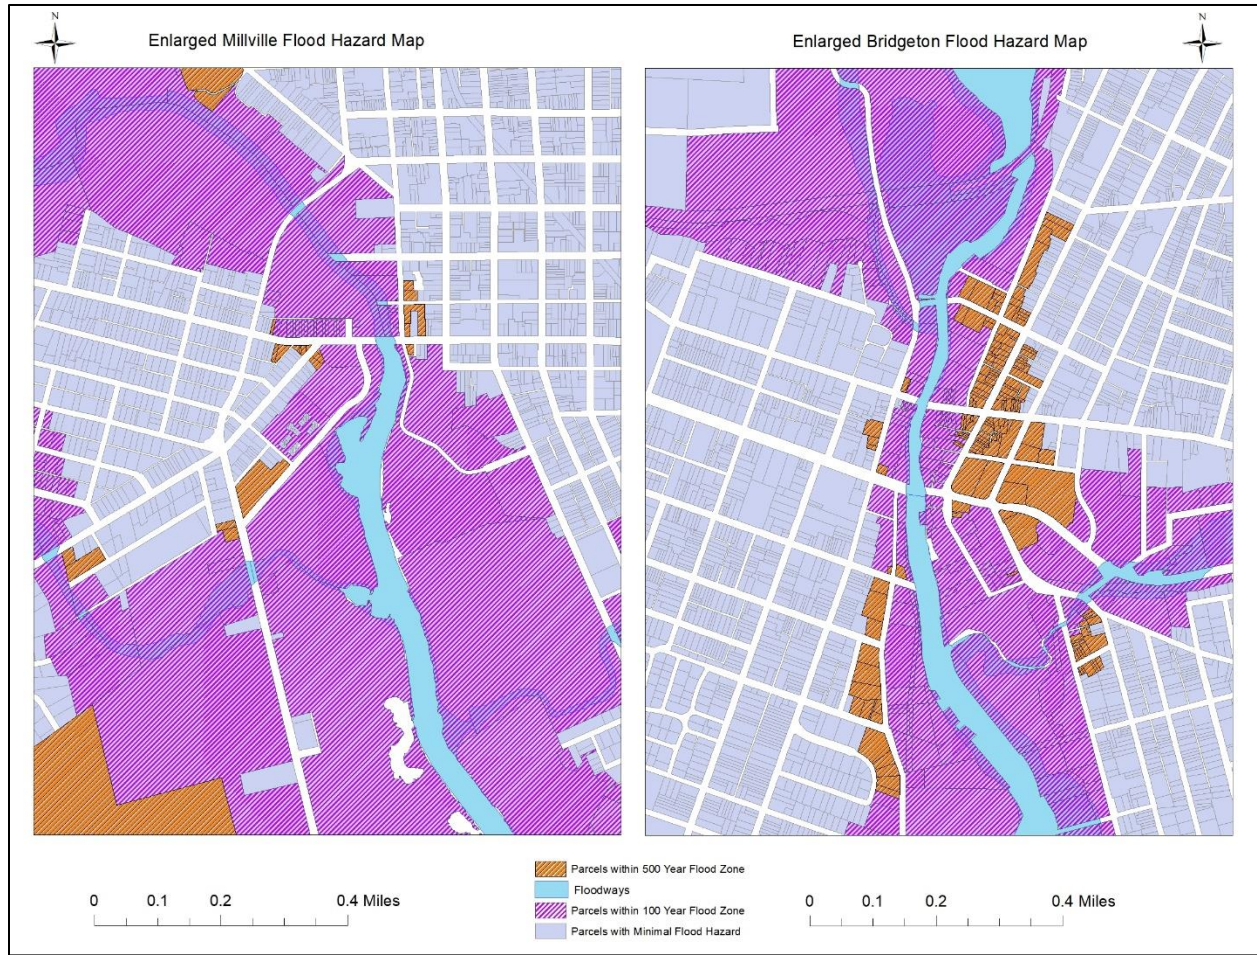 N
Enlarged Millville Flood Hazard Map
Enlarged Bridgeton Flood Hazard Map
N
Parcels within 500 Year Flood Zone
Floodways
Parcels within 100 Year Flood Zone
Parcels with Minimal Flood Hazard
0 0.1 0.2 0.4 Miles
0 0.1 0.2 0.4 Miles